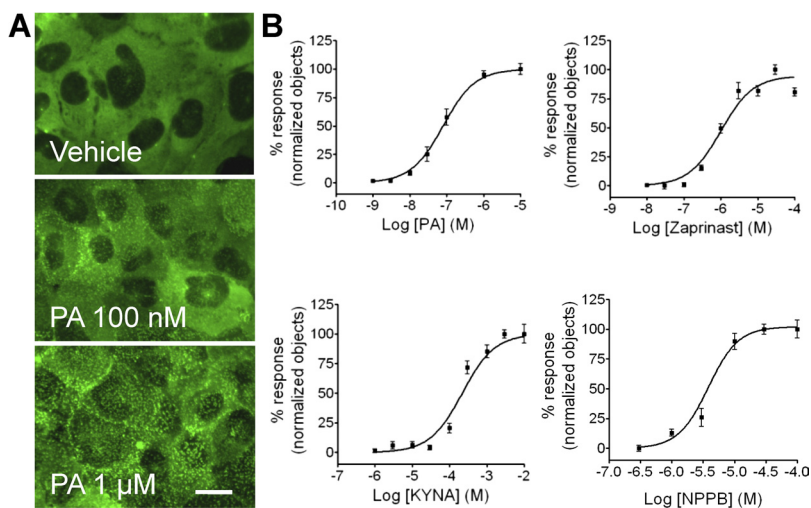 A
Vehicle
PA 100 nM
PA 1 µM
B
% response
(normalized objects)
125
100
75
50
25
0
-10 -9 -8 -7 -6 -5
Log [PA] (M)
% response
(normalized objects)
125
100
75
50
25
0
-9 -8 -7 -6 -5 -4
Log [Zaprinast] (M)
% response
(normalized objects)
125
100
75
50
25
0
-7 -6 -5 -4 -3 -2
Log [KYNA] (M)
% response
(normalized objects)
125
100
75
50
25
0
-7.0 -6.5 -6.0 -5.5 -5.0 -4.5 -4.0
Log [NPPB] (M)